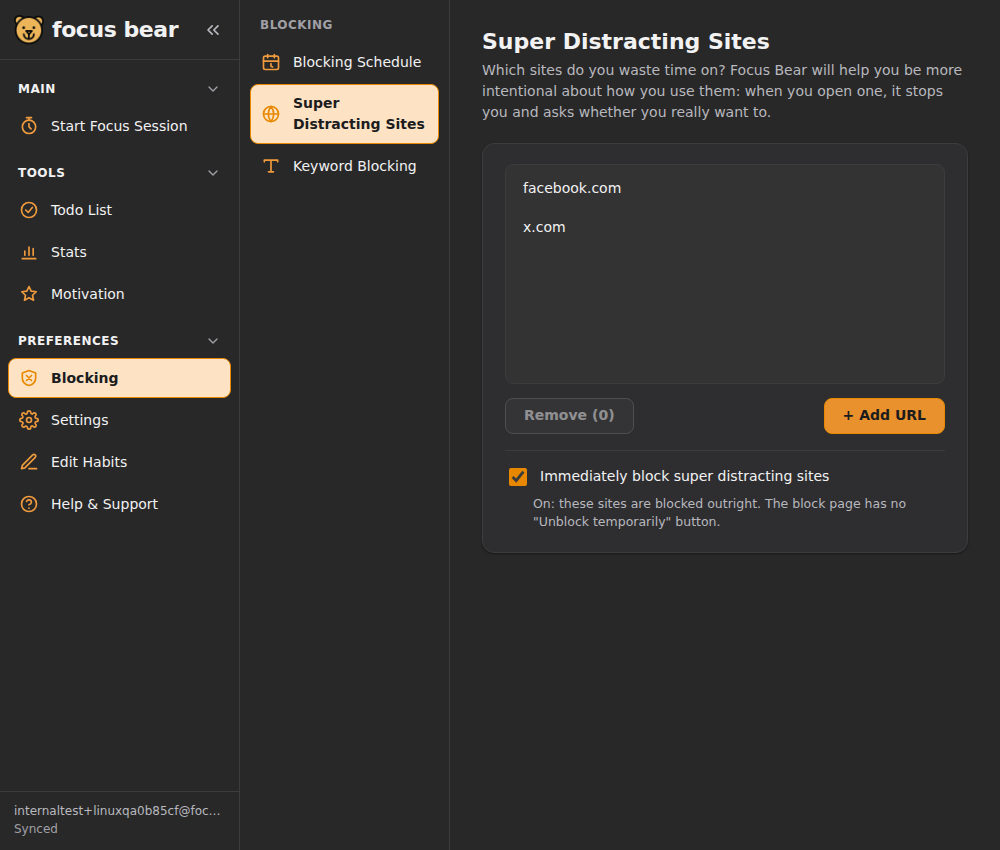 focus bear
MAIN
Start Focus Session
TOOLS
Todo List
Stats
Motivation
PREFERENCES
Blocking
Settings
Edit Habits
Help & Support
internaltest+linuxqa0b85cf@foc...
Synced
BLOCKING
Blocking Schedule
Super
Distracting Sites
Keyword Blocking
Super Distracting Sites
Which sites do you waste time on? Focus Bear will help you be more
intentional about how you use them: when you open one, it stops
you and asks whether you really want to.
facebook.com
x.com
Remove (0)
+ Add URL
Immediately block super distracting sites
On: these sites are blocked outright. The block page has no
"Unblock temporarily" button.